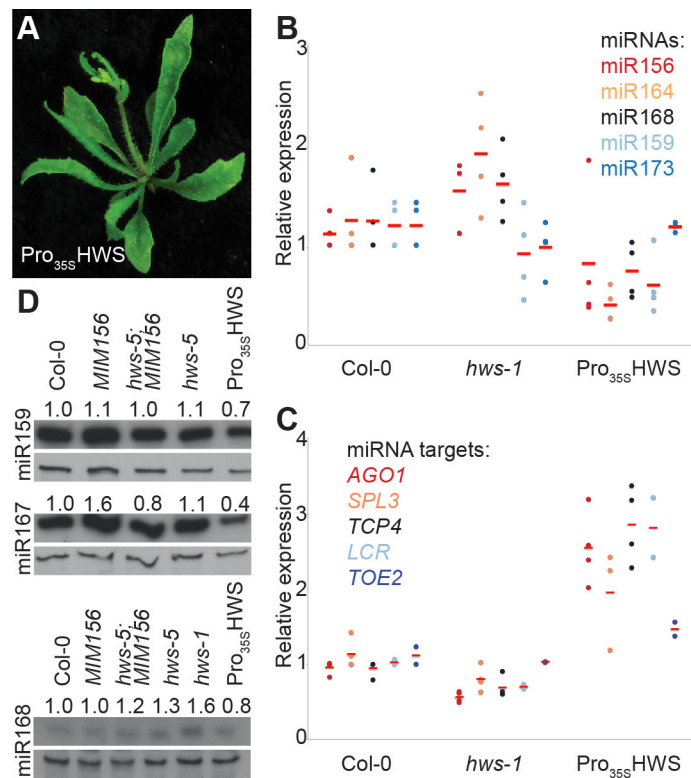 A
Pro35SHWS
B
3
2
1
0
Relative expression
miRNAs:
miR156
miR164
miR168
miR159
miR173
Col-0
hws-1
Pro35SHWS
C
4
3
2
1
0
Relative expression
miRNA targets:
AGO1
SPL3
TCP4
LCR
TOE2
Col-0
hws-1
Pro35SHWS
D
Col-0
MIM156
hws-5;
MIM156
hws-5
Pro35SHWS
1.0 1.1 1.0 1.1 0.7
miR159
1.0 1.6 0.8 1.1 0.4
miR167
Col-0
MIM156
hws-5;
MIM156
hws-5
hws-1
Pro35SHWS
1.0 1.0 1.2 1.3 1.6 0.8
miR168